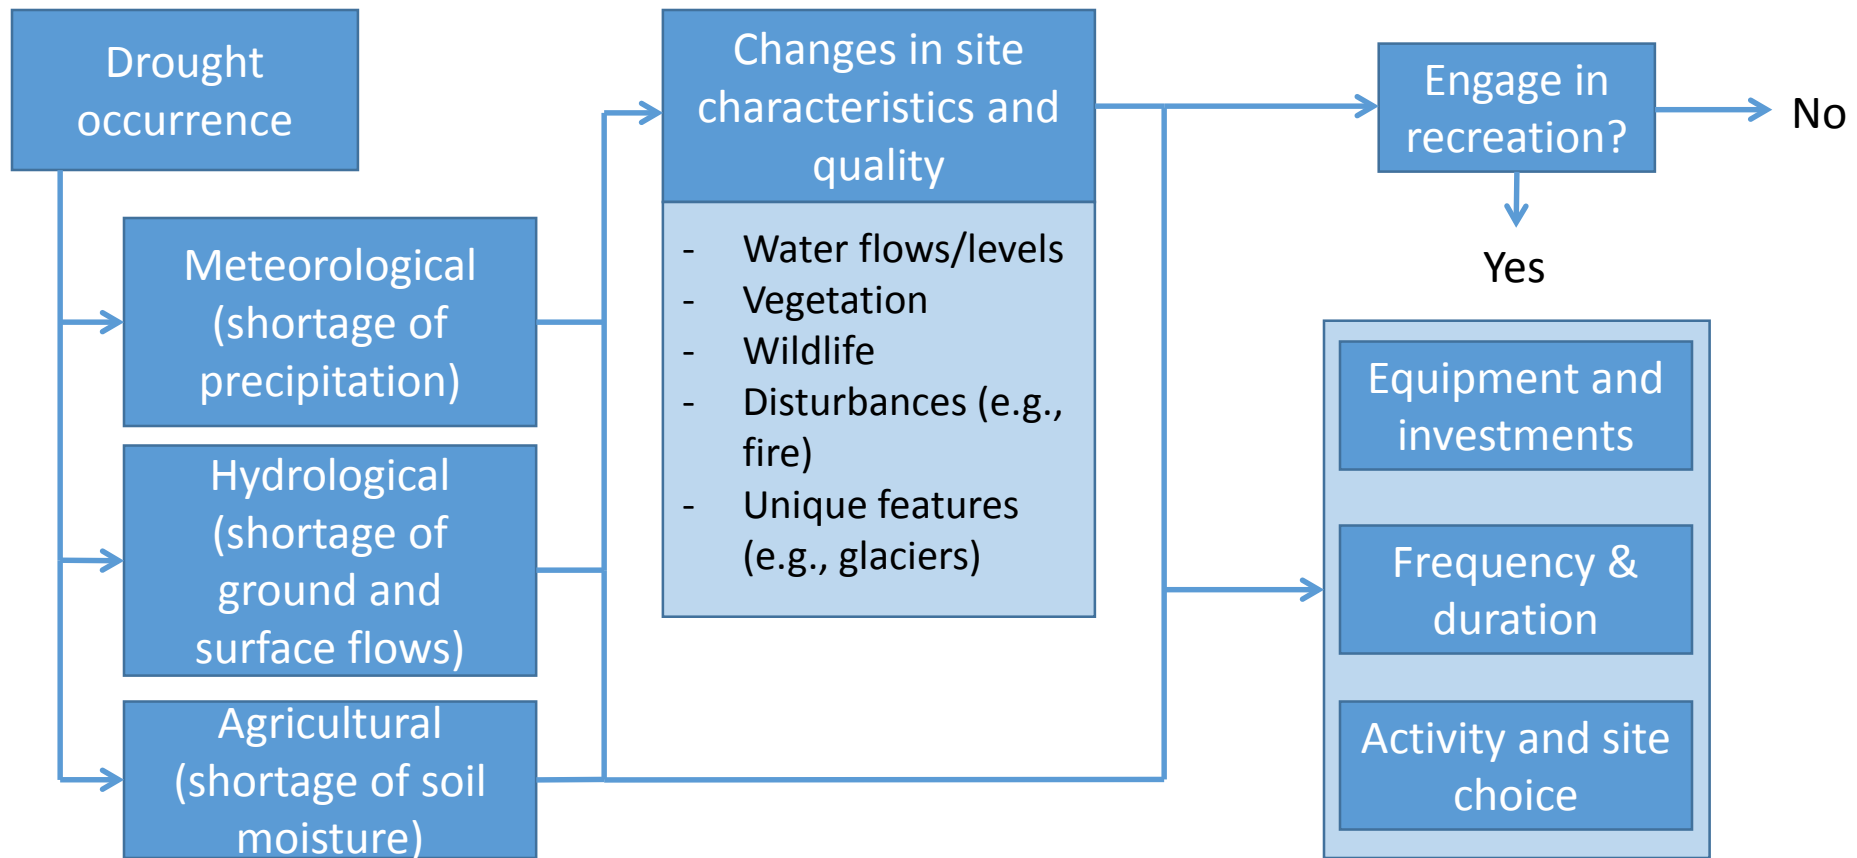 Drought
occurrence
Meteorological
(shortage of
precipitation)
Hydrological
(shortage of
ground and
surface flows)
Agricultural
(shortage of soil
moisture)
Changes in site
characteristics and
quality
- Water flows/levels
- Vegetation
- Wildlife
- Disturbances (e.g.,
fire)
- Unique features
(e.g., glaciers)
Engage in
recreation?
No
Yes
Equipment and
investments
Frequency &
duration
Activity and site
choice